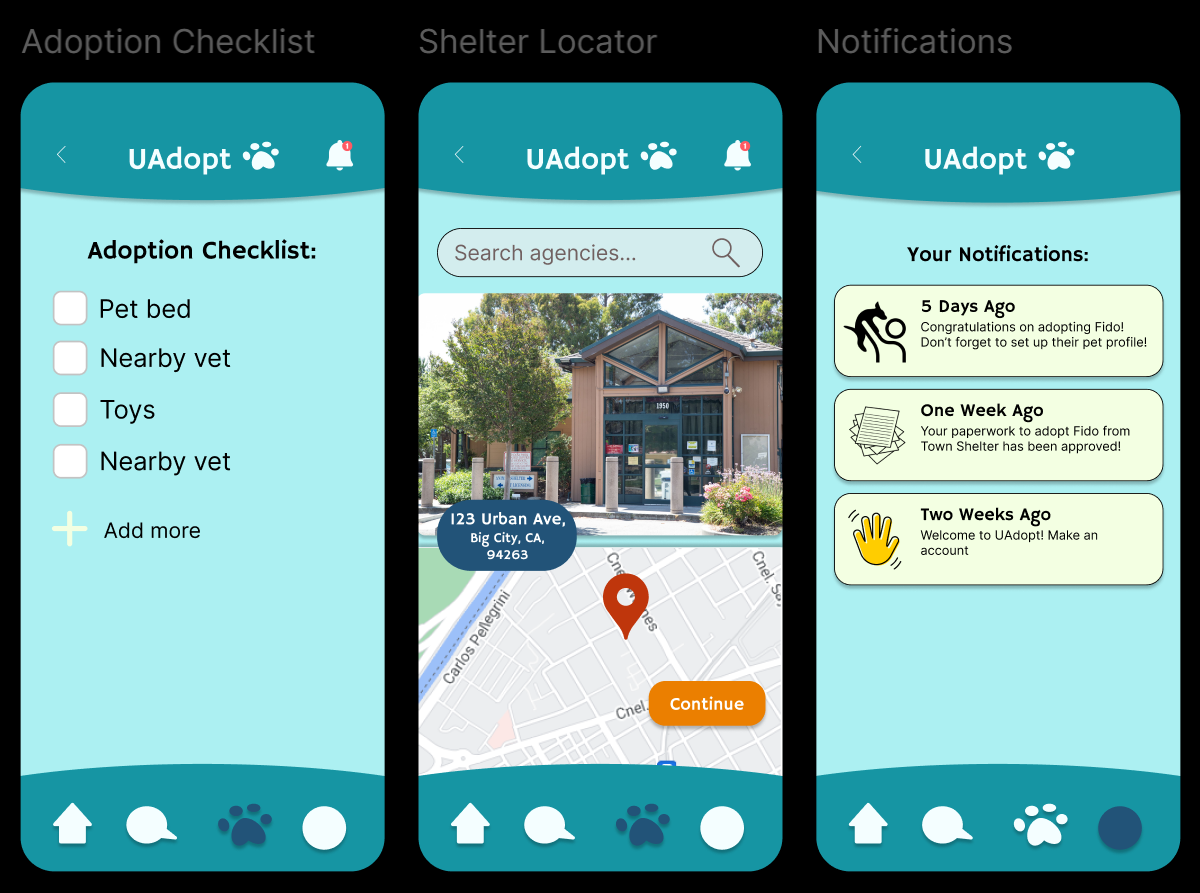 Adoption Checklist
UAdopt
1
Adoption Checklist:
Pet bed
Nearby vet
Toys
Nearby vet
Add more
Shelter Locator
UAdopt
1
Search agencies...
1950
123 Urban Ave,
Big City, CA,
94263
Carlos Pellegrini
Cnel.
Continue
Notifications
UAdopt
Your Notifications:
5 Days Ago
Congratulations on adopting Fido!
Don't forget to set up their pet profile!
One Week Ago
Your paperwork to adopt Fido from
Town Shelter has been approved!
Two Weeks Ago
Welcome to UAdopt! Make an
account